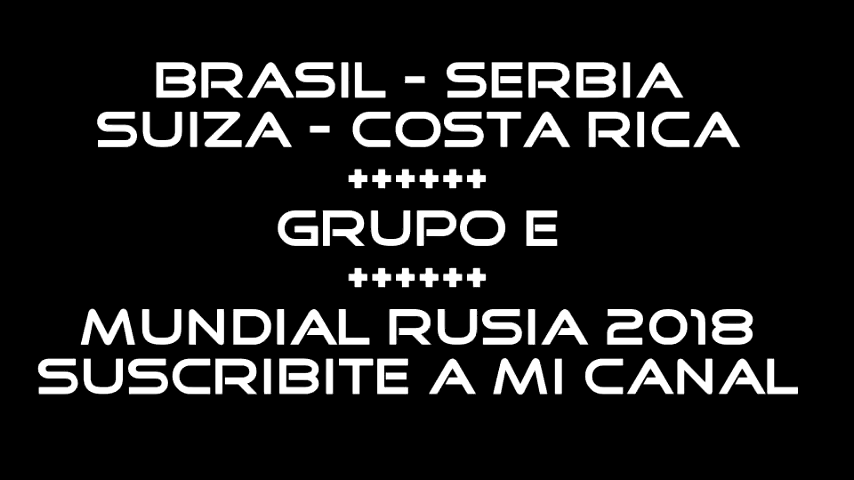 BRASIL - SERBIA
SUIZA - COSTA RICA
++++++
GRUPO E
++++++
MUNDIAL RUSIA 2018
SUSCRIBITE A MI CANAL